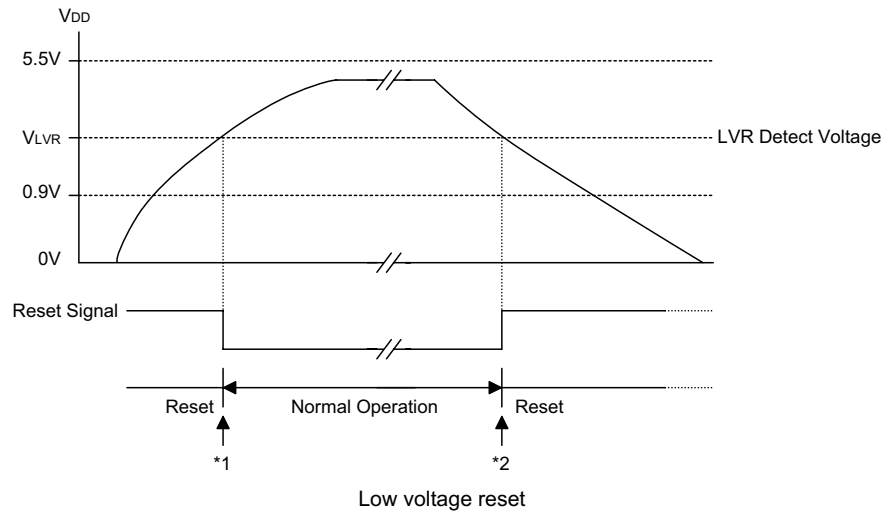 VDD
5.5V
VLVR
LVR Detect Voltage
0.9V
0V
Reset Signal
Reset
Normal Operation
Reset
*1
*2
Low voltage reset